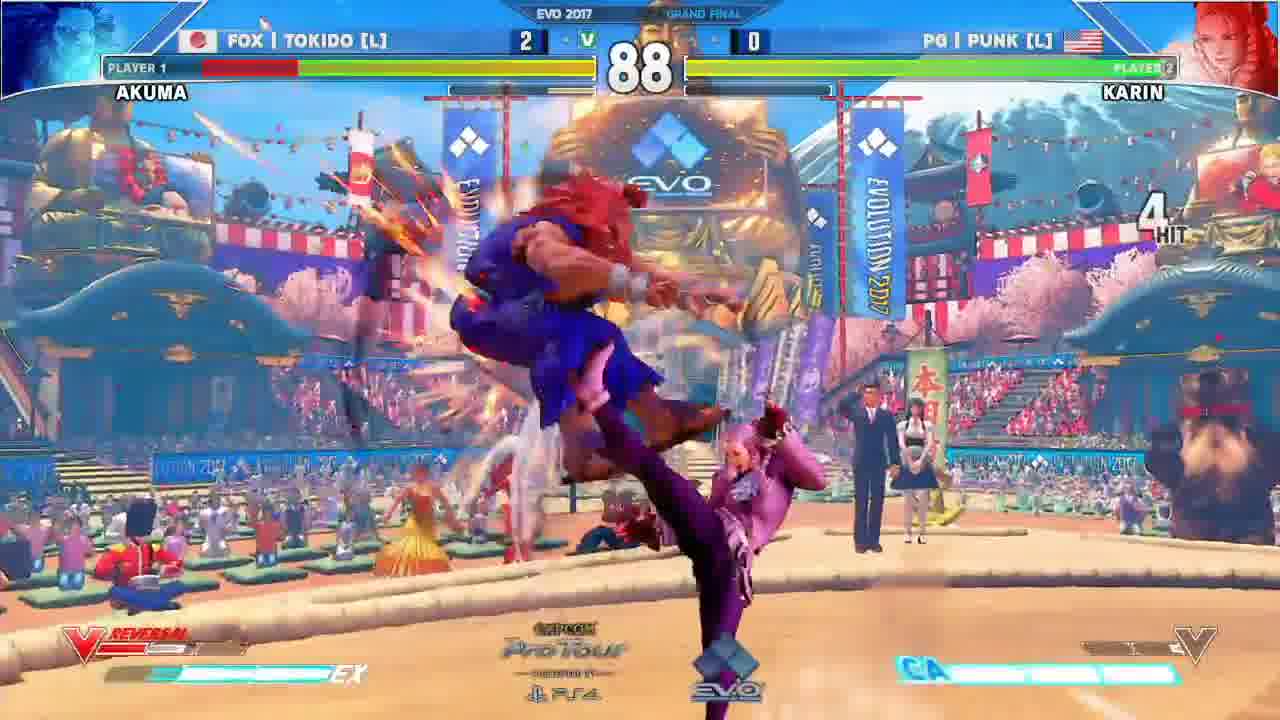 EVO 2017 GRAND FINAL
FOX | TOKIDO [L] 2 V 0 PG | PUNK [L]
PLAYER 1 88 PLAYER 2
AKUMA KARIN
EVO
EVOLUTION 2017
4
HIT
本
V REVERSAL V
EX CA
CAPCOM
Pro Tour
PS4
EVO